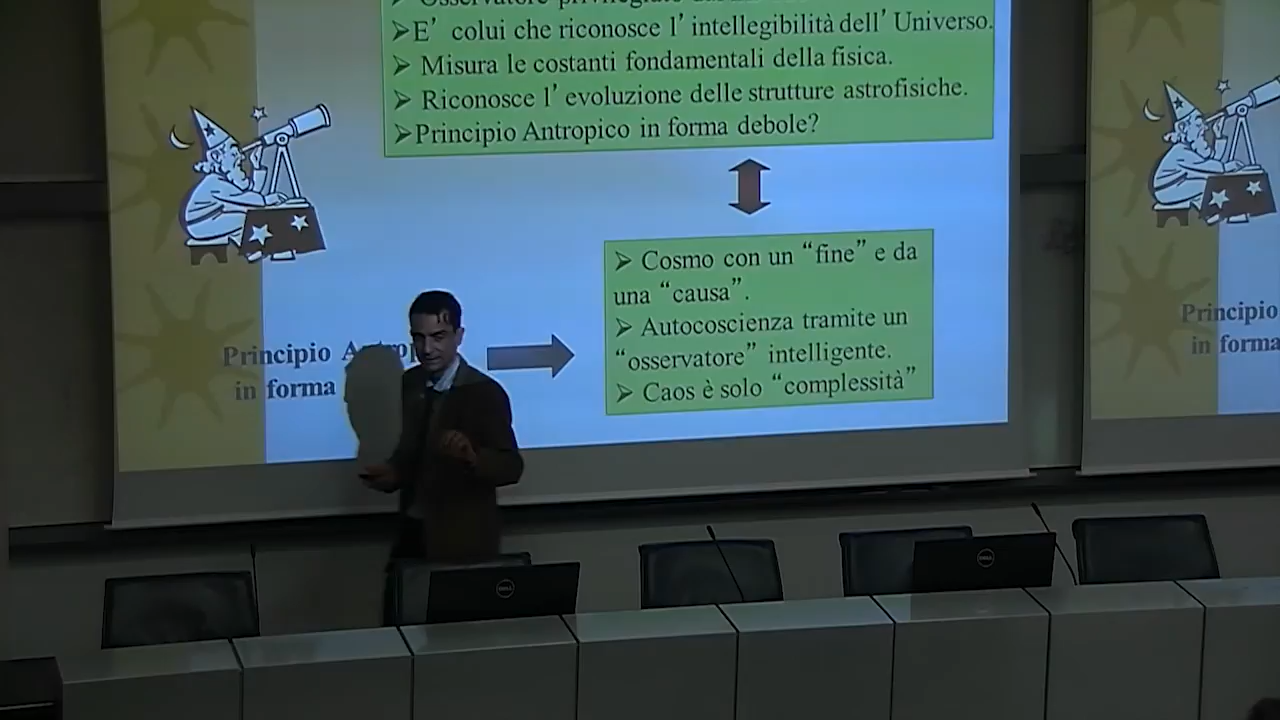 ➢E’ colui che riconosce l’intellegibilità dell’Universo.
➢ Misura le costanti fondamentali della fisica.
➢ Riconosce l’evoluzione delle strutture astrofisiche.
➢Principio Antropico in forma debole?
➢ Cosmo con un “fine” e da
una “causa”.
➢ Autocoscienza tramite un
“osservatore” intelligente.
➢ Caos è solo “complessità”
Principio
in forma
Principio
in forma
DELL
DELL